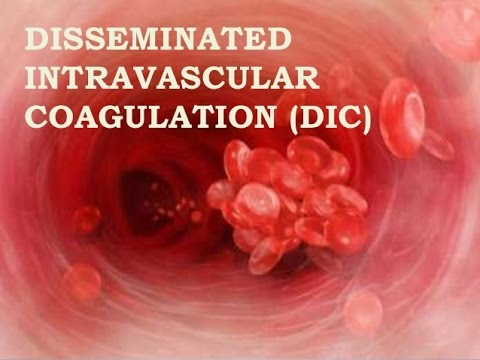 DISSEMINATED
INTRAVASCULAR
COAGULATION (DIC)